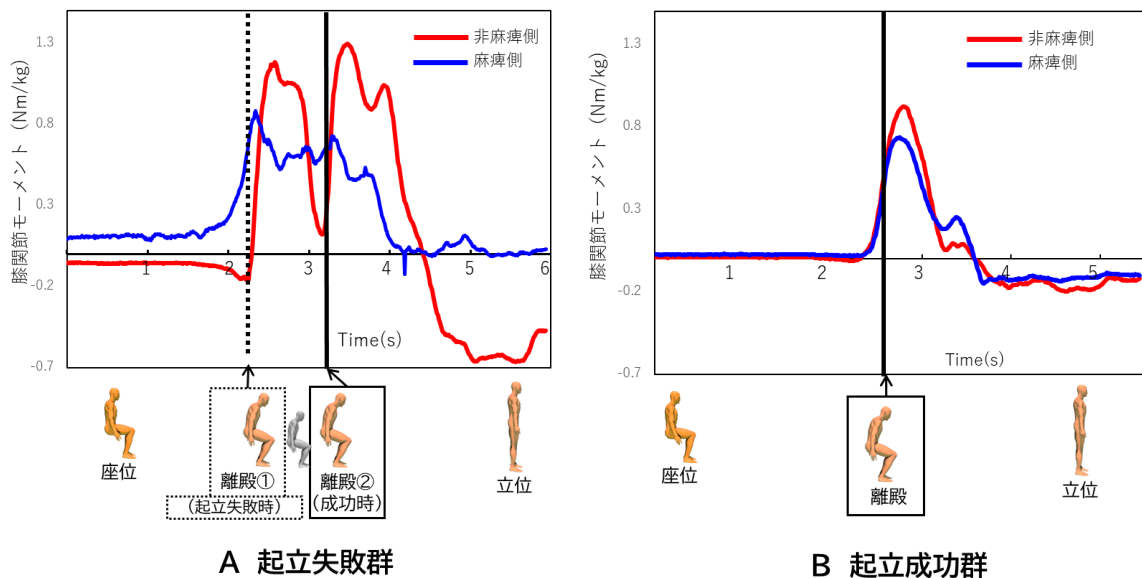 膝関節モーメント（Nm/kg）
1.3
0.8
0.3
-0.2
-0.7
非麻痺側
麻痺側
1
2
3
4
5
6
Time(s)
座位
離殿①
（起立失敗時）
離殿②
（成功時）
立位
A 起立失敗群
膝関節モーメント（Nm/kg）
1.3
0.8
0.3
-0.2
-0.7
非麻痺側
麻痺側
1
2
3
4
5
Time(s)
座位
離殿
立位
B 起立成功群